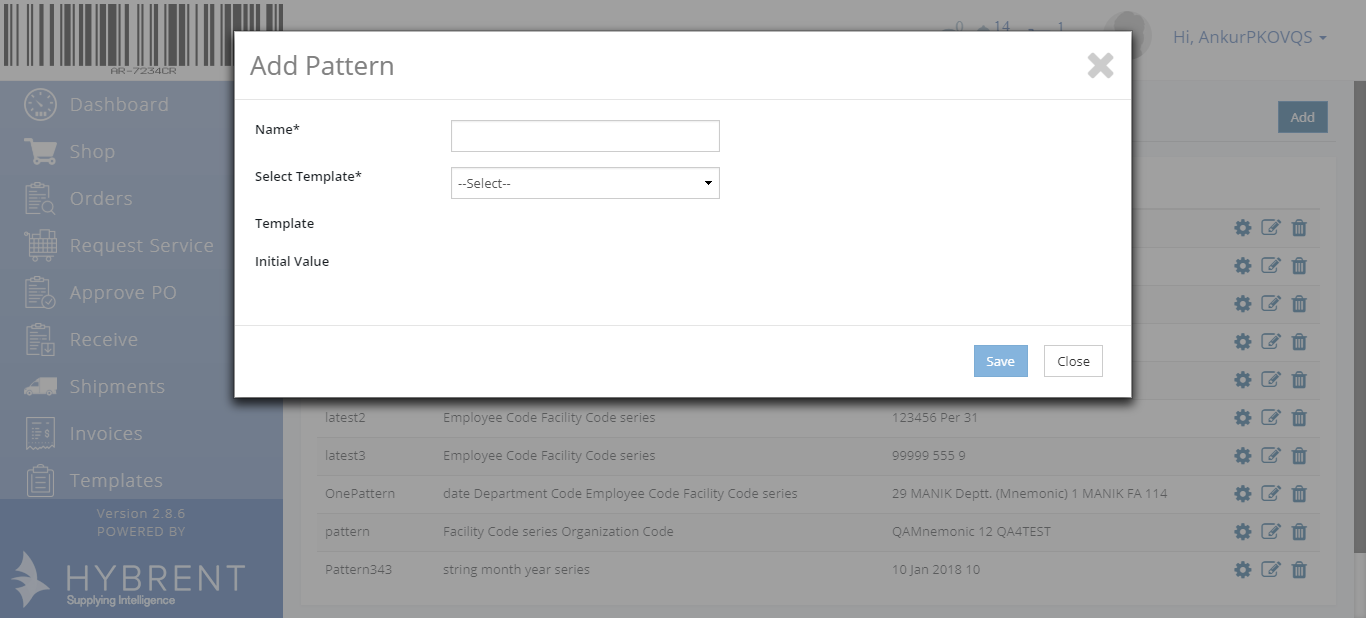 AR-7234CR
0 14 1
Hi, AnkurPKOVQS
Add Pattern
Dashboard
Shop
Orders
Request Service
Approve PO
Receive
Shipments
Invoices
Templates
Version 2.8.6
POWERED BY
HYBRENT
Supplying Intelligence
Add
Name*
Select Template*
--Select--
Template
Initial Value
Save Close
latest2 Employee Code Facility Code series 123456 Per 31
latest3 Employee Code Facility Code series 99999 555 9
OnePattern date Department Code Employee Code Facility Code series 29 MANIK Deptt. (Mnemonic) 1 MANIK FA 114
pattern Facility Code series Organization Code QAMnemonic 12 QA4TEST
Pattern343 string month year series 10 Jan 2018 10